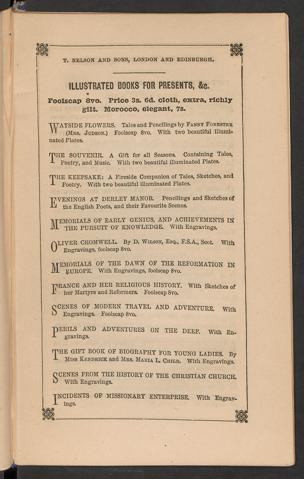 T. NELSON AND SONS, LONDON AND EDINBURGH.
ILLUSTRATED BOOKS FOR PRESENTS, &c.
Foolscap 8vo. Price 3s. 6d. cloth, extra, richly
gilt. Morocco, elegant, 7s.
WAYSIDE FLOWERS. Tales and Pencillings by FANNY FORESTER
(MRS. JUDSON.) Foolscap 8vo. With two beautiful Illumi-
nated Plates.
THE SOUVENIR. A Gift for all Seasons. Containing Tales,
Poetry, and Music. With two beautiful Illuminated Plates.
THE KEEPSAKE: A Fireside Companion of Tales, Sketches, and
Poetry. With two beautiful Illuminated Plates.
EVENINGS AT DERLEY MANOR. Pencillings and Sketches of
the English Poets, and their Favourite Scenes.
MEMORIALS OF EARLY GENIUS, AND ACHIEVEMENTS IN
THE PURSUIT OF KNOWLEDGE. With Engravings.
OLIVER CROMWELL. By D. WILSON, Esq., F.S.A., Scot. With
Engravings, foolscap 8vo.
MEMORIALS OF THE DAWN OF THE REFORMATION IN
EUROPE. With Engravings, foolscap 8vo.
FRANCE AND HER RELIGIOUS HISTORY. With Sketches of
her Martyrs and Reformers. Foolscap 8vo.
SCENES OF MODERN TRAVEL AND ADVENTURE. With
Engravings. Foolscap 8vo.
PERILS AND ADVENTURES ON THE DEEP. With En-
gravings.
THE GIFT BOOK OF BIOGRAPHY FOR YOUNG LADIES. By
MISS KENDRICK and MRS. MARIA L. CHILD. With Engravings.
SCENES FROM THE HISTORY OF THE CHRISTIAN CHURCH.
With Engravings.
INCIDENTS OF MISSIONARY ENTERPRISE. With Engrav-
ings.